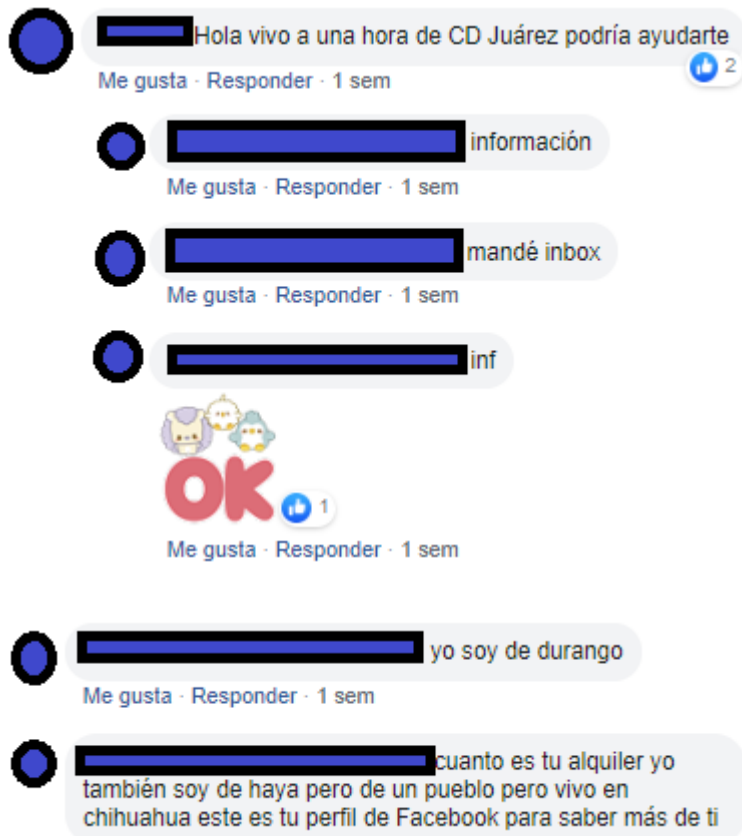 Hola vivo a una hora de CD Juárez podría ayudarte
2
Me gusta · Responder · 1 sem
información
Me gusta · Responder · 1 sem
mandé inbox
Me gusta · Responder · 1 sem
inf
OK
1
Me gusta · Responder · 1 sem
yo soy de durango
Me gusta · Responder · 1 sem
cuanto es tu alquiler yo
también soy de haya pero de un pueblo pero vivo en
chihuahua este es tu perfil de Facebook para saber más de ti